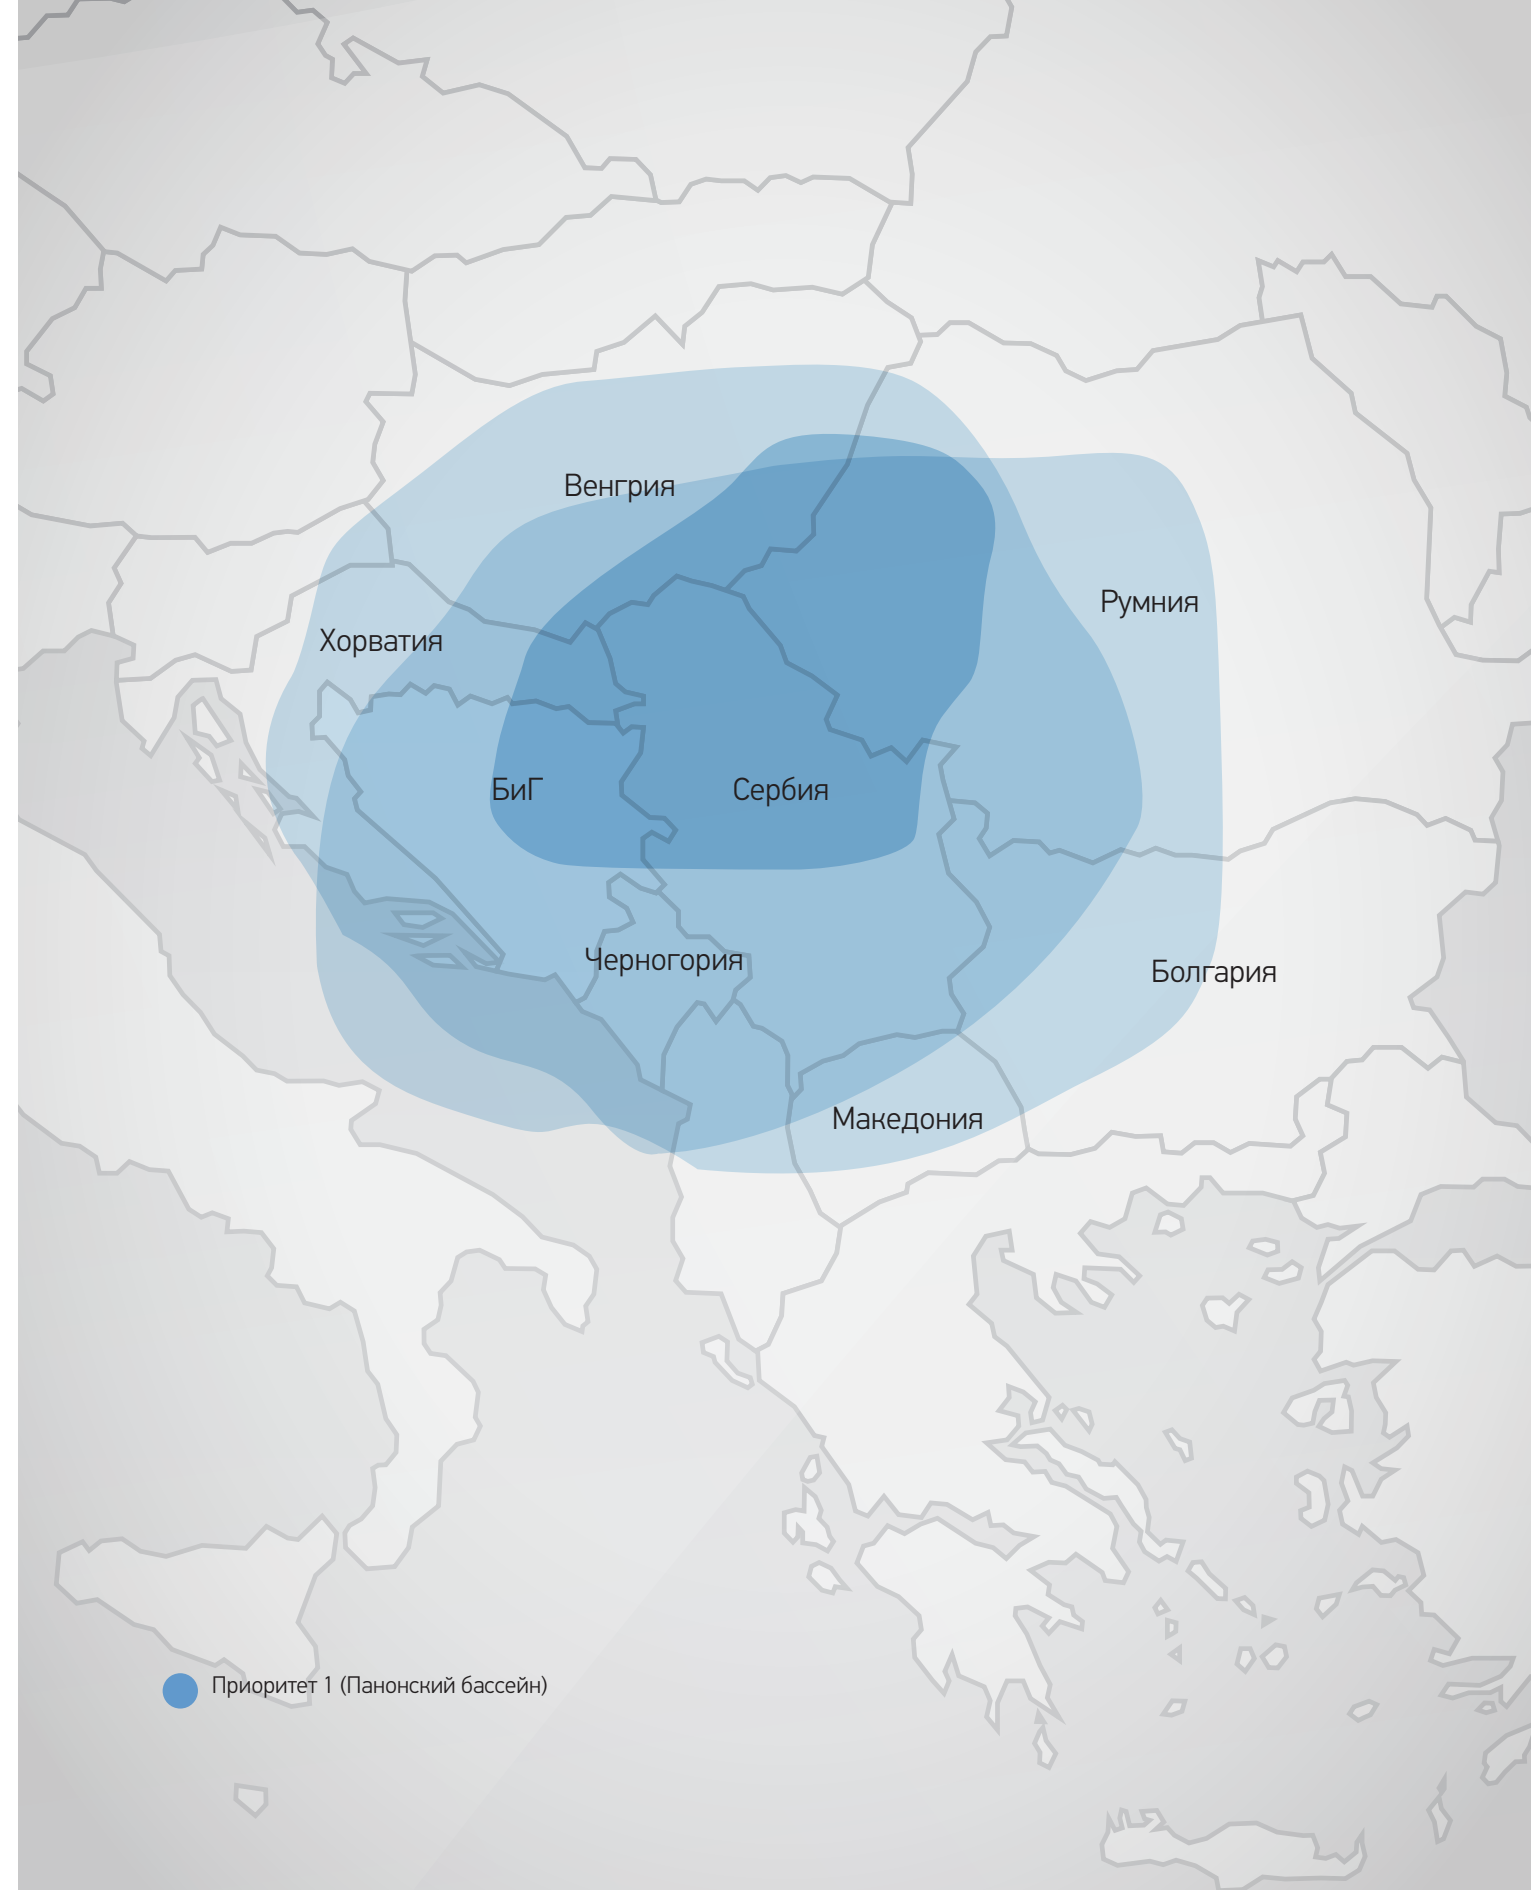 Венгрия
Румния
Хорватия
БиГ
Сербия
Черногория
Болгария
Македония
Приоритет 1 (Панонский бассейн)